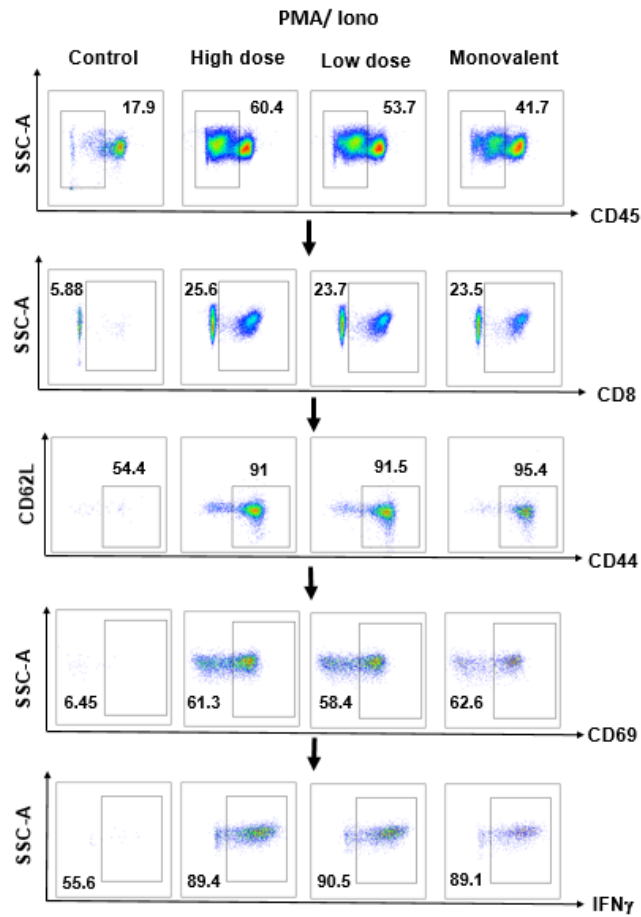 PMA/ Iono
Control High dose Low dose Monovalent
SSC-A 17.9 60.4 53.7 41.7
CD45
SSC-A 5.88 25.6 23.7 23.5
CD8
CD62L 54.4 91 91.5 95.4
CD44
SSC-A 6.45 61.3 58.4 62.6
CD69
SSC-A 55.6 89.4 90.5 89.1
IFNγ